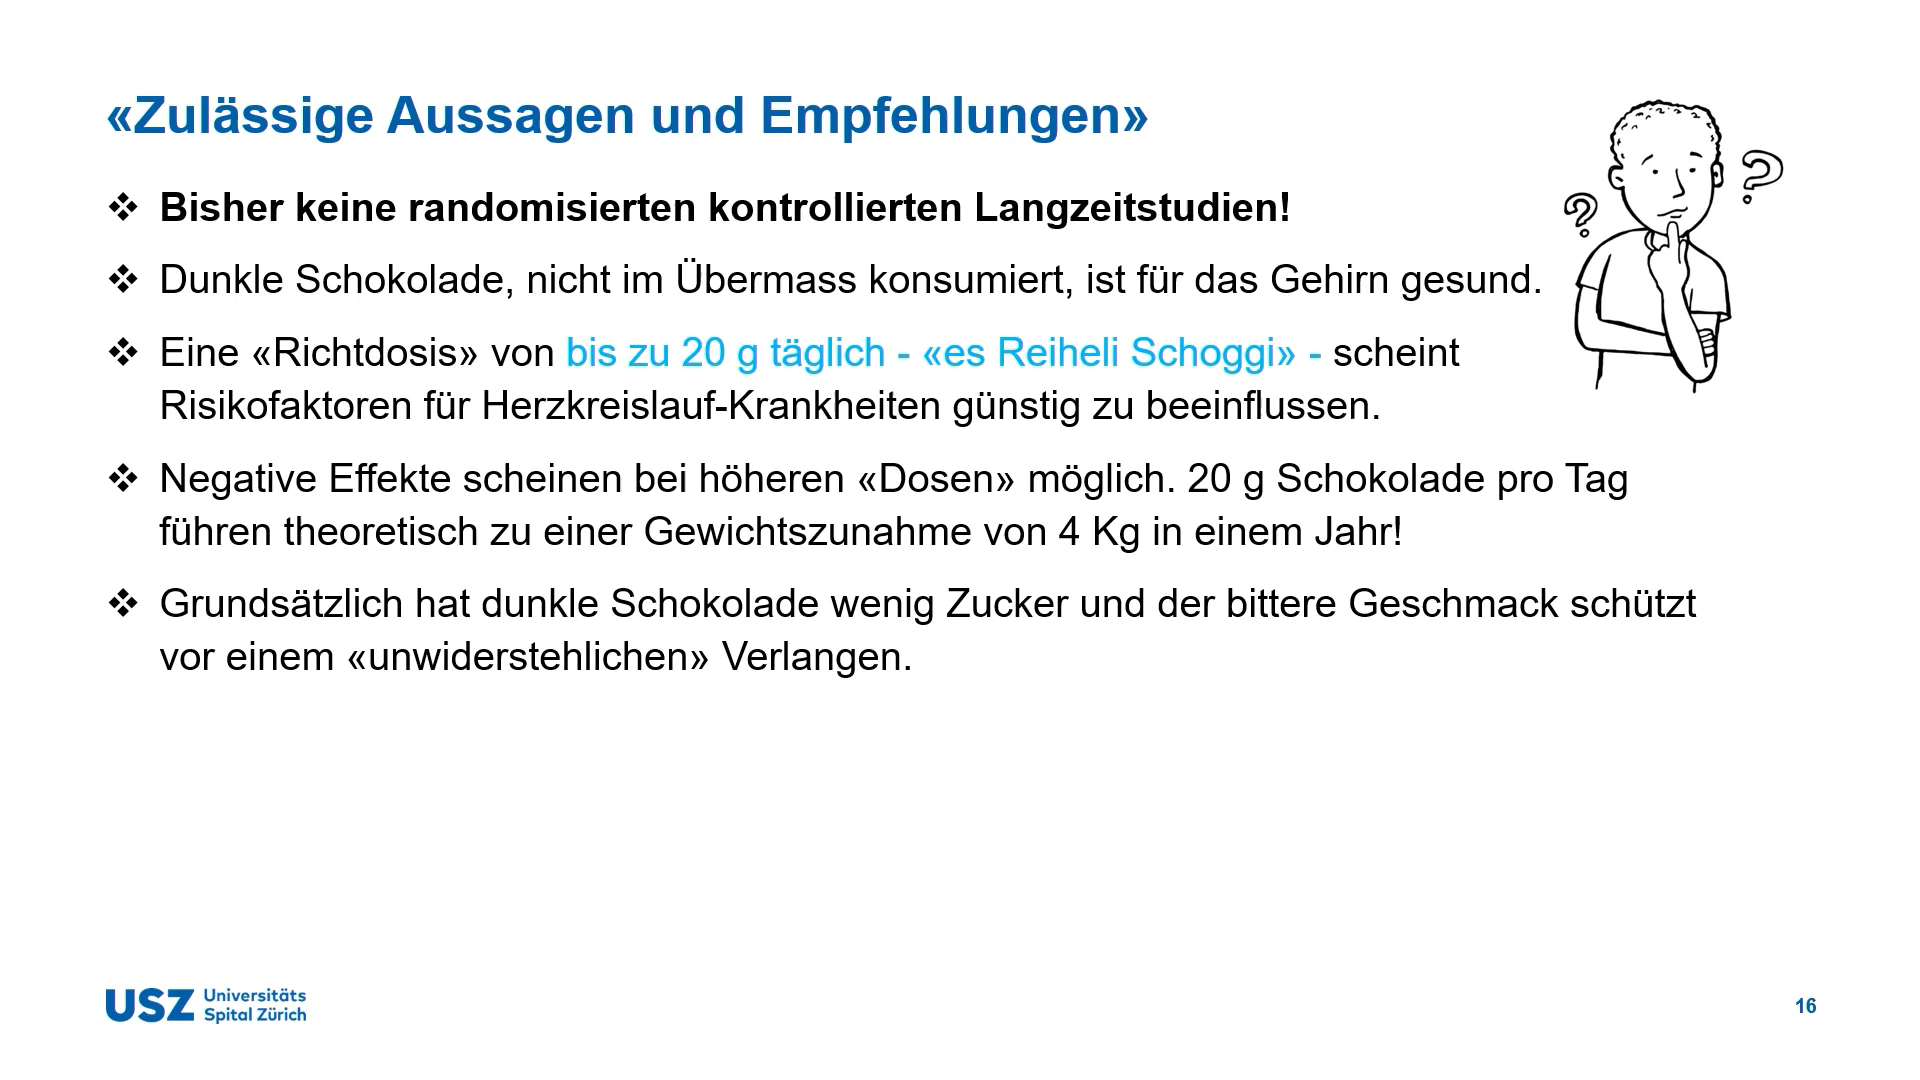 «Zulässige Aussagen und Empfehlungen»
❖ Bisher keine randomisierten kontrollierten Langzeitstudien!
❖ Dunkle Schokolade, nicht im Übermass konsumiert, ist für das Gehirn gesund.
❖ Eine «Richtdosis» von bis zu 20 g täglich - «es Reiheli Schoggi» - scheint
Risikofaktoren für Herzkreislauf-Krankheiten günstig zu beeinflussen.
❖ Negative Effekte scheinen bei höheren «Dosen» möglich. 20 g Schokolade pro Tag
führen theoretisch zu einer Gewichtszunahme von 4 Kg in einem Jahr!
❖ Grundsätzlich hat dunkle Schokolade wenig Zucker und der bittere Geschmack schützt
vor einem «unwiderstehlichen» Verlangen.
? ?
USZ Universitäts
Spital Zürich
16